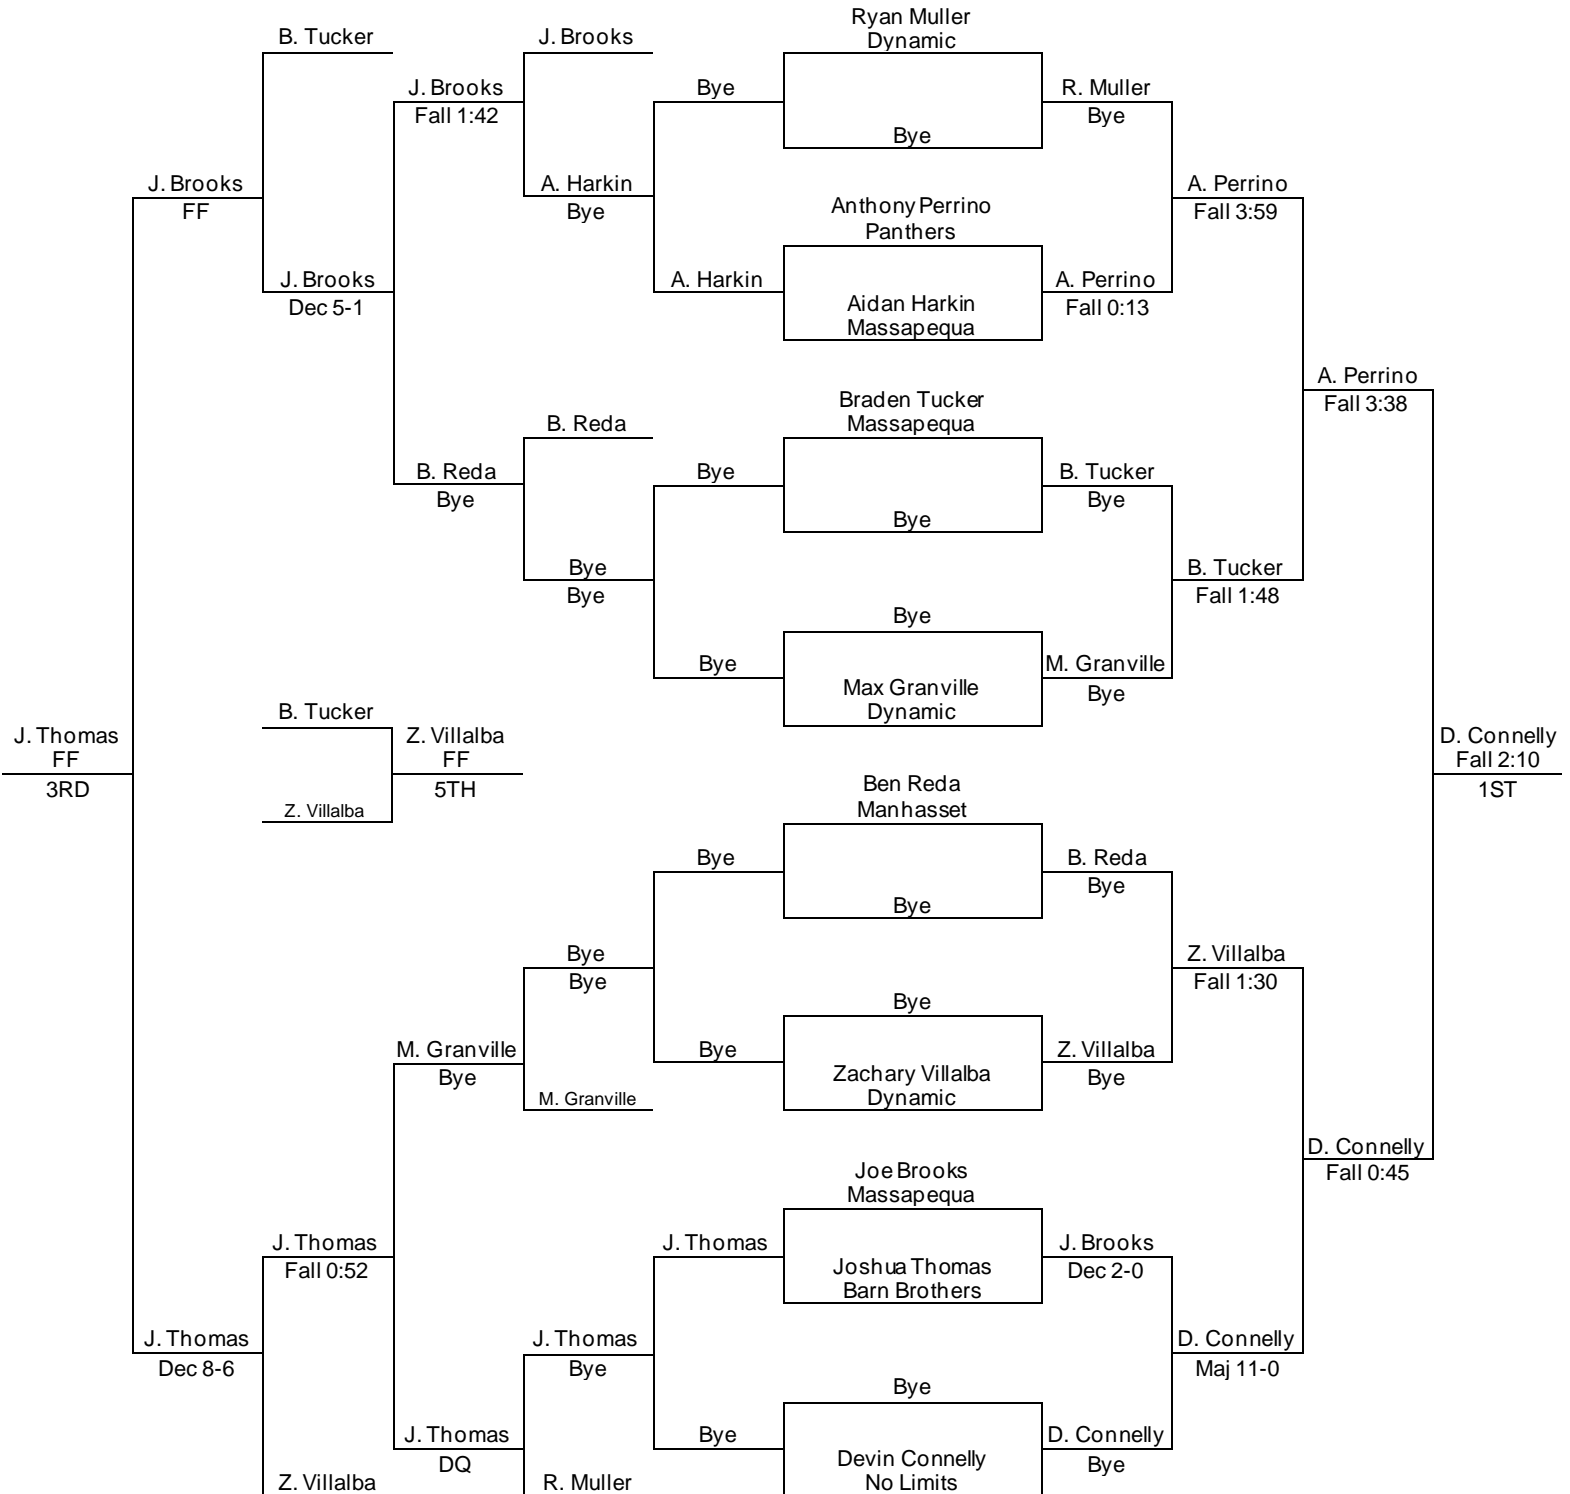 Ryan Muller
Dynamic
B. Tucker
J. Brooks
J. Brooks
Fall 1:42
Bye
R. Muller
Bye
Bye
J. Brooks
FF
A. Harkin
Bye
A. Perrino
Fall 3:59
Anthony Perrino
Panthers
J. Brooks
Dec 5-1
A. Harkin
A. Perrino
Fall 0:13
Aidan Harkin
Massapequa
A. Perrino
Fall 3:38
Braden Tucker
Massapequa
B. Reda
B. Reda
Bye
Bye
B. Tucker
Bye
Bye
Bye
Bye
B. Tucker
Fall 1:48
Bye
Bye
M. Granville
Bye
Max Granville
Dynamic
B. Tucker
J. Thomas
FF
3RD
Z. Villalba
FF
5TH
D. Connelly
Fall 2:10
1ST
Z. Villalba
Ben Reda
Manhasset
Bye
B. Reda
Bye
Bye
Bye
Bye
Z. Villalba
Fall 1:30
Bye
M. Granville
Bye
Bye
Z. Villalba
Bye
Zachary Villalba
Dynamic
M. Granville
D. Connelly
Fall 0:45
Joe Brooks
Massapequa
J. Thomas
Fall 0:52
J. Thomas
J. Brooks
Dec 2-0
Joshua Thomas
Barn Brothers
J. Thomas
Dec 8-6
J. Thomas
Bye
D. Connelly
Maj 11-0
Bye
J. Thomas
DQ
Bye
D. Connelly
Bye
Devin Connelly
No Limits
Z. Villalba
R. Muller